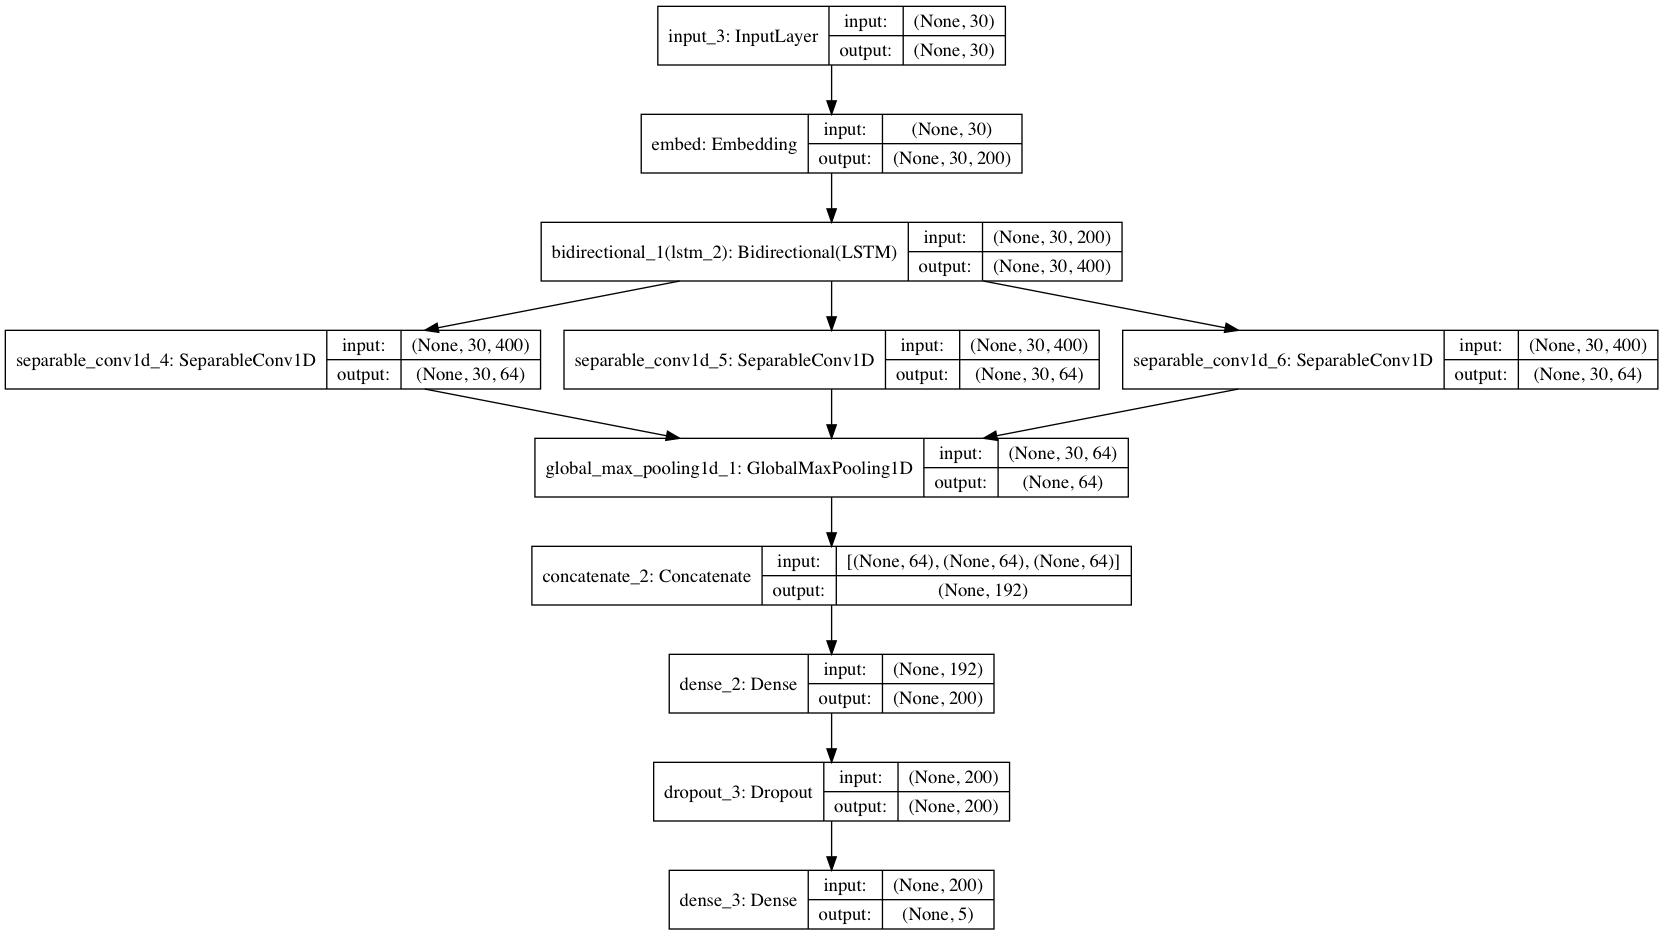 input_3: InputLayer
input: (None, 30)
output: (None, 30)
embed: Embedding
input: (None, 30)
output: (None, 30, 200)
bidirectional_1(lstm_2): Bidirectional(LSTM)
input: (None, 30, 200)
output: (None, 30, 400)
separable_conv1d_4: SeparableConv1D
input: (None, 30, 400)
output: (None, 30, 64)
separable_conv1d_5: SeparableConv1D
input: (None, 30, 400)
output: (None, 30, 64)
separable_conv1d_6: SeparableConv1D
input: (None, 30, 400)
output: (None, 30, 64)
global_max_pooling1d_1: GlobalMaxPooling1D
input: (None, 30, 64)
output: (None, 64)
concatenate_2: Concatenate
input: [(None, 64), (None, 64), (None, 64)]
output: (None, 192)
dense_2: Dense
input: (None, 192)
output: (None, 200)
dropout_3: Dropout
input: (None, 200)
output: (None, 200)
dense_3: Dense
input: (None, 200)
output: (None, 5)